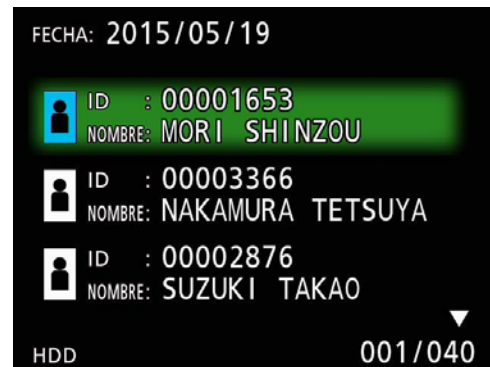 FECHA: 2015/05/19
ID : 00001653
NOMBRE: MORI SHINZOU
ID : 00003366
NOMBRE: NAKAMURA TETSUYA
ID : 00002876
NOMBRE: SUZUKI TAKAO
HDD 001/040